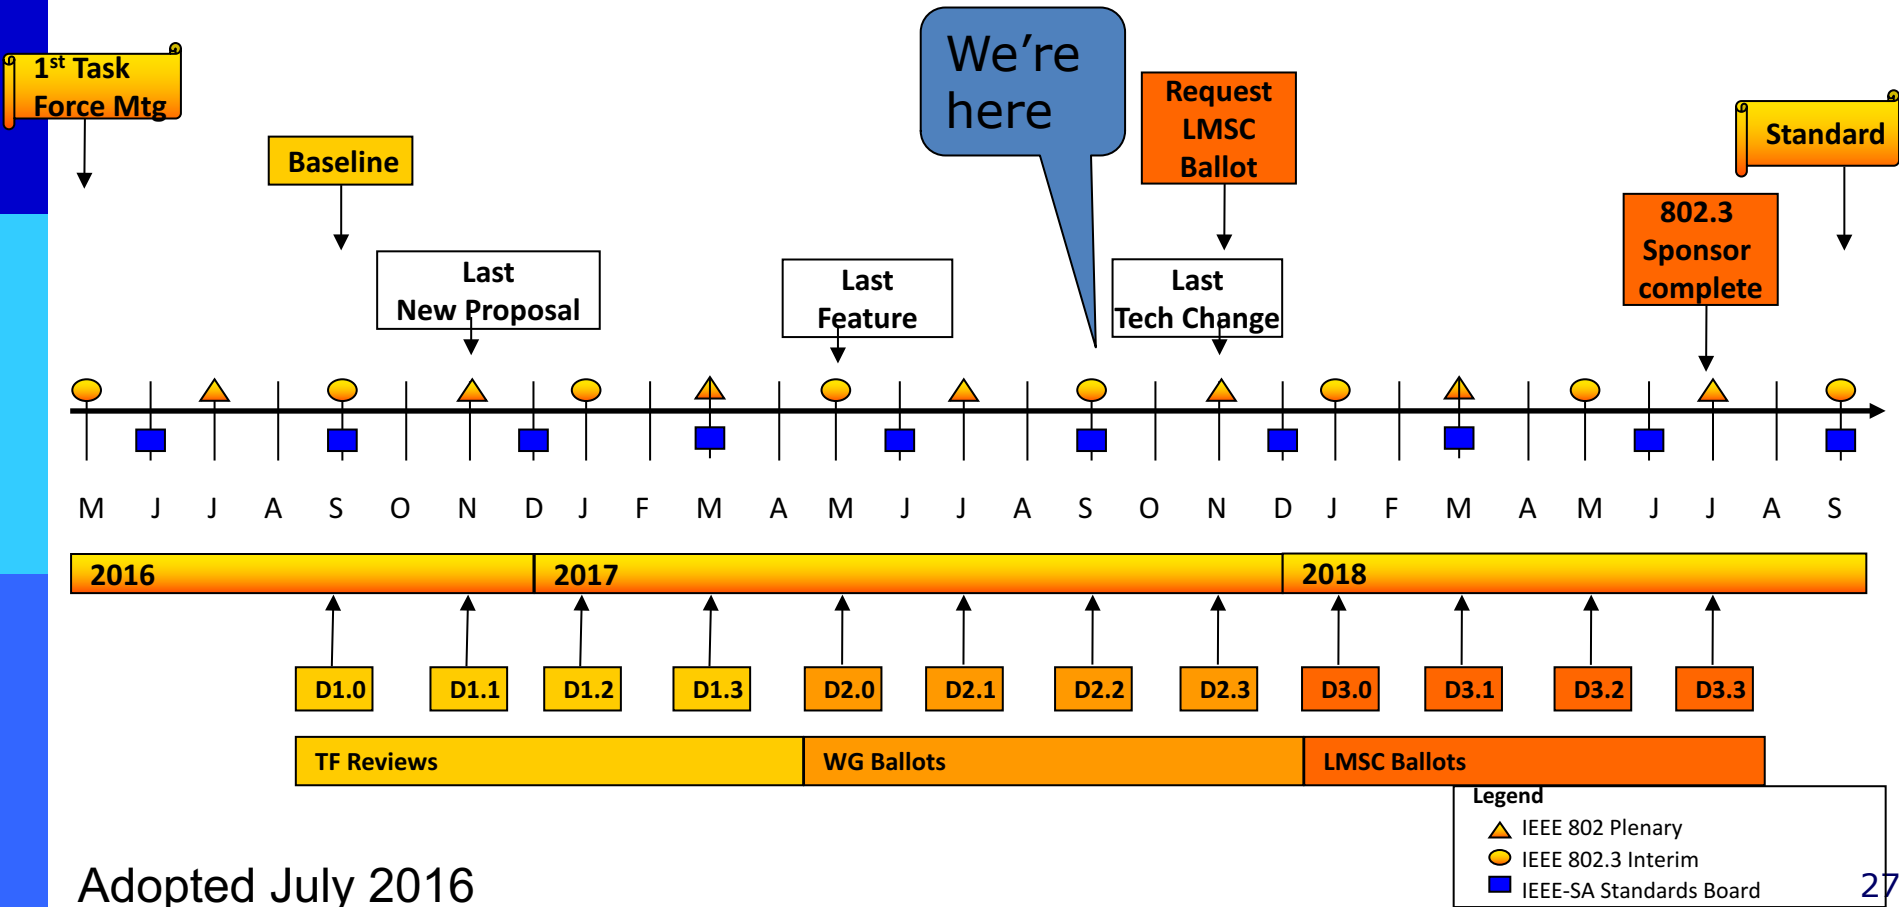 1st Task
Force Mtg
Baseline
Last
New Proposal
Last
Feature
We’re
here
Request
LMSC
Ballot
Last
Tech Change
802.3
Sponsor
complete
Standard
M J J A S O N D J F M A M J J A S O N D J F M A M J J A S
2016 2017 2018
D1.0 D1.1 D1.2 D1.3 D2.0 D2.1 D2.2 D2.3 D3.0 D3.1 D3.2 D3.3
TF Reviews WG Ballots LMSC Ballots
Legend
IEEE 802 Plenary
IEEE 802.3 Interim
IEEE-SA Standards Board
Adopted July 2016
27